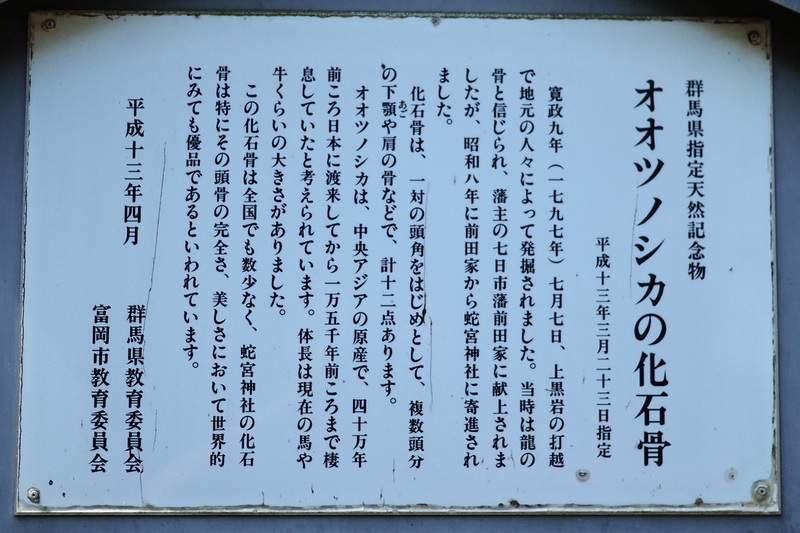 群馬県指定天然記念物
オオツノシカの化石骨
平成十三年三月二十三日指定
寛政九年（一七九七年）七月七日、上黒岩の打越
で地元の人々によって発掘されました。当時は龍の
骨と信じられ、藩主の七日市藩前田家に献上されま
したが、昭和八年に前田家から蛇宮神社に寄進され
ました。
化石骨は、一対の頭角をはじめとして、複数頭分
の下顎や肩の骨などで、計十二点あります。
あご
オオツノシカは、中央アジアの原産で、四十万年
前ころ日本に渡来してから一万五千年前ころまで棲
息していたと考えられています。体長は現在の馬や
牛くらいの大きさがありました。
この化石骨は全国でも数少なく、蛇宮神社の化石
骨は特にその頭骨の完全さ、美しさにおいて世界的
にみても優品であるといわれています。
平成十三年四月
群馬県教育委員会
富岡市教育委員会